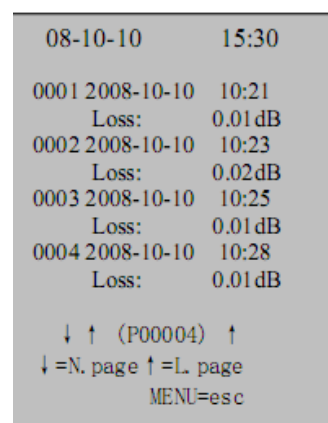 08-10-10 15:30
0001 2008-10-10 10:21
Loss: 0.01dB
0002 2008-10-10 10:23
Loss: 0.02dB
0003 2008-10-10 10:25
Loss: 0.01dB
0004 2008-10-10 10:28
Loss: 0.01dB
↓ ↑ (P00004) ↑
↓=N. page ↑=L. page
MENU=esc